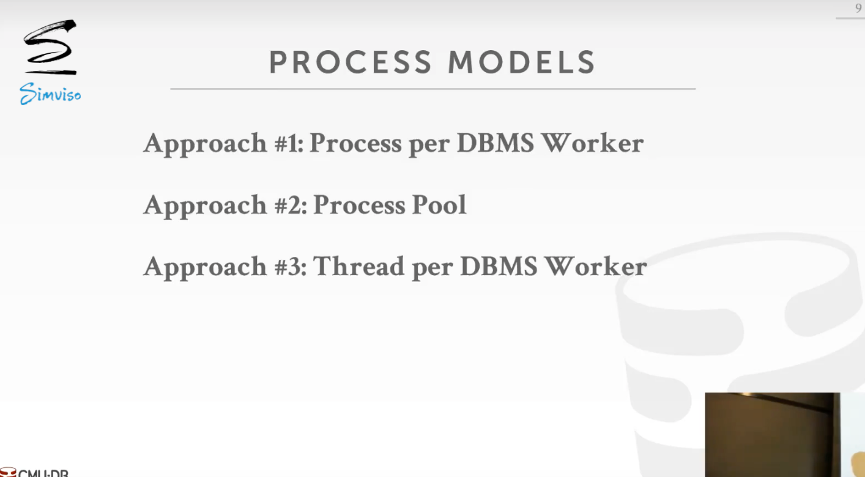 9
Simviso
PROCESS MODELS
Approach #1: Process per DBMS Worker
Approach #2: Process Pool
Approach #3: Thread per DBMS Worker
CMU·DB